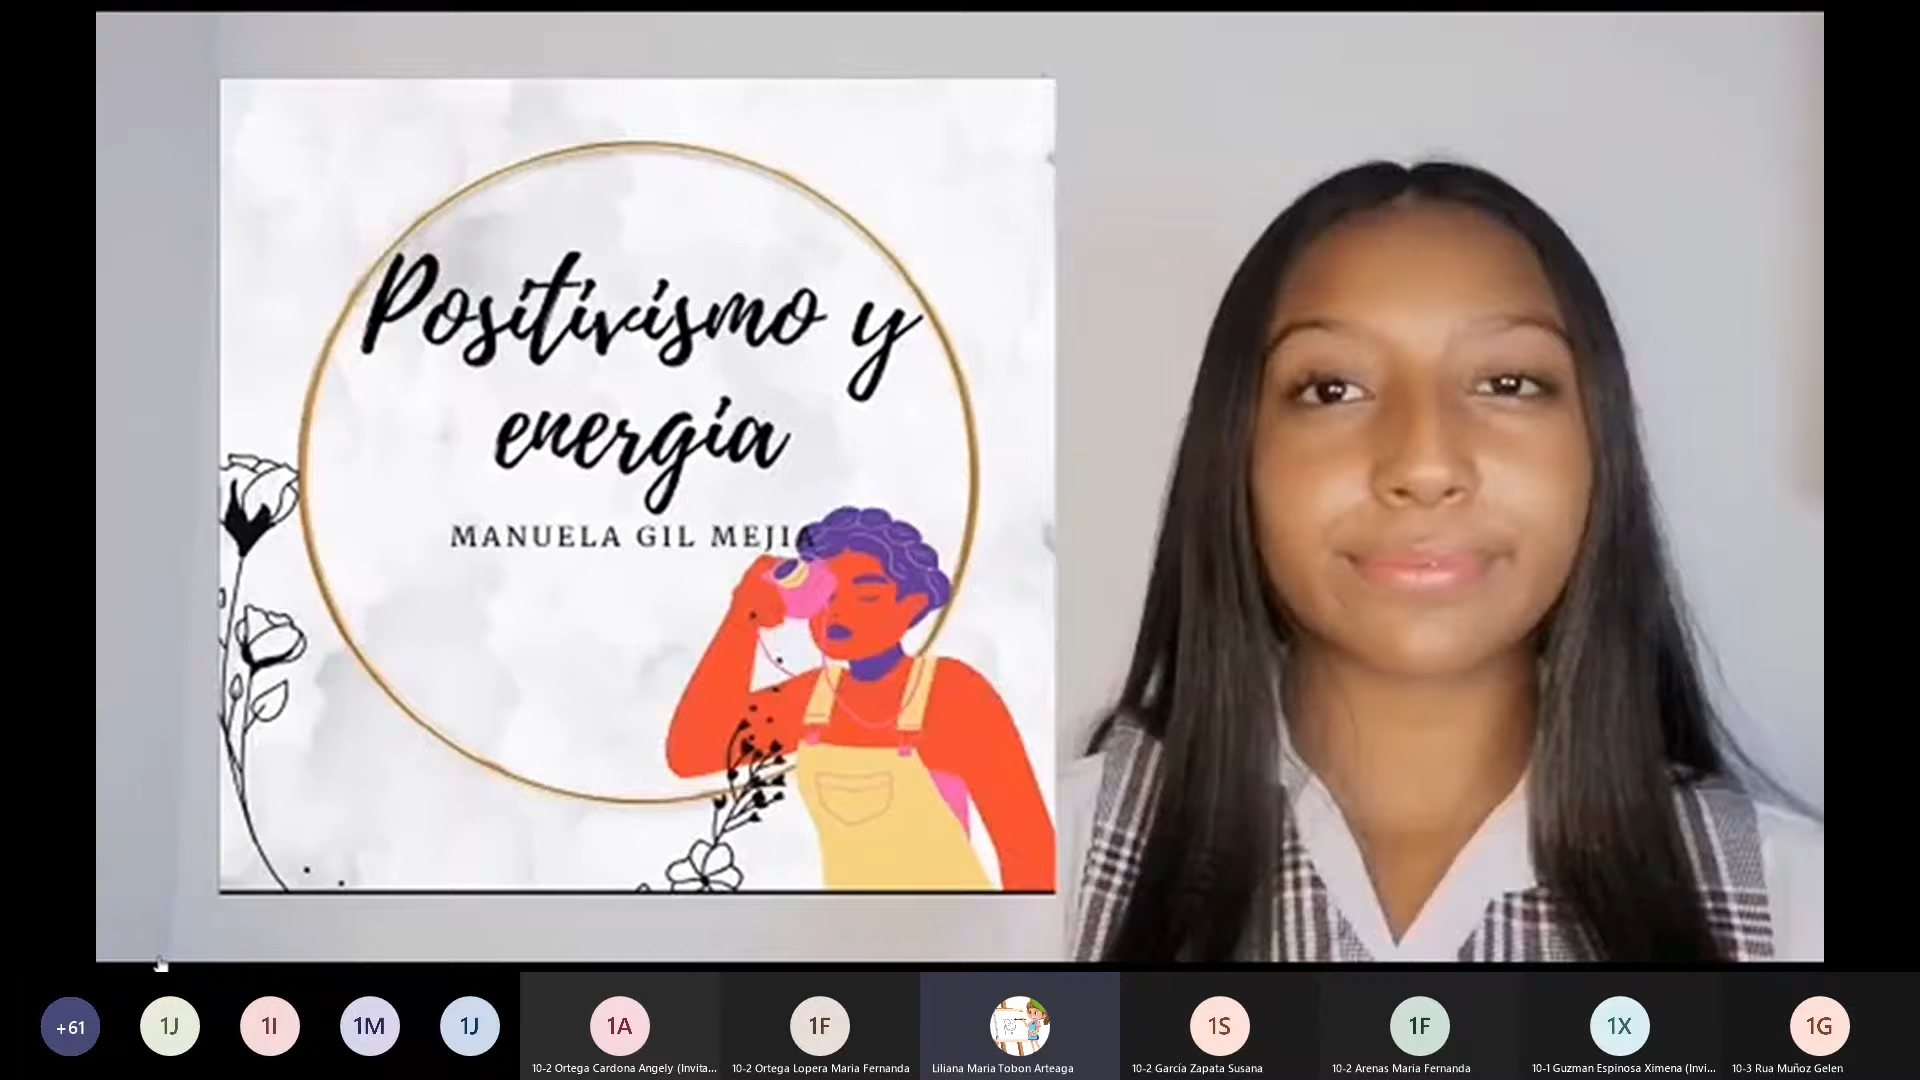 Positivismo y
energía
MANUELA GIL MEJIA
+61
1J
1I
1M
1J
1A
1F
1S
1F
1X
1G
10-2 Ortega Cardona Angely (Invita...
10-2 Ortega Lopera Maria Fernanda
Liliana Maria Tobon Arteaga
10-2 García Zapata Susana
10-2 Arenas Maria Fernanda
10-1 Guzman Espinosa Ximena (Invi...
10-3 Rua Muñoz Gelen